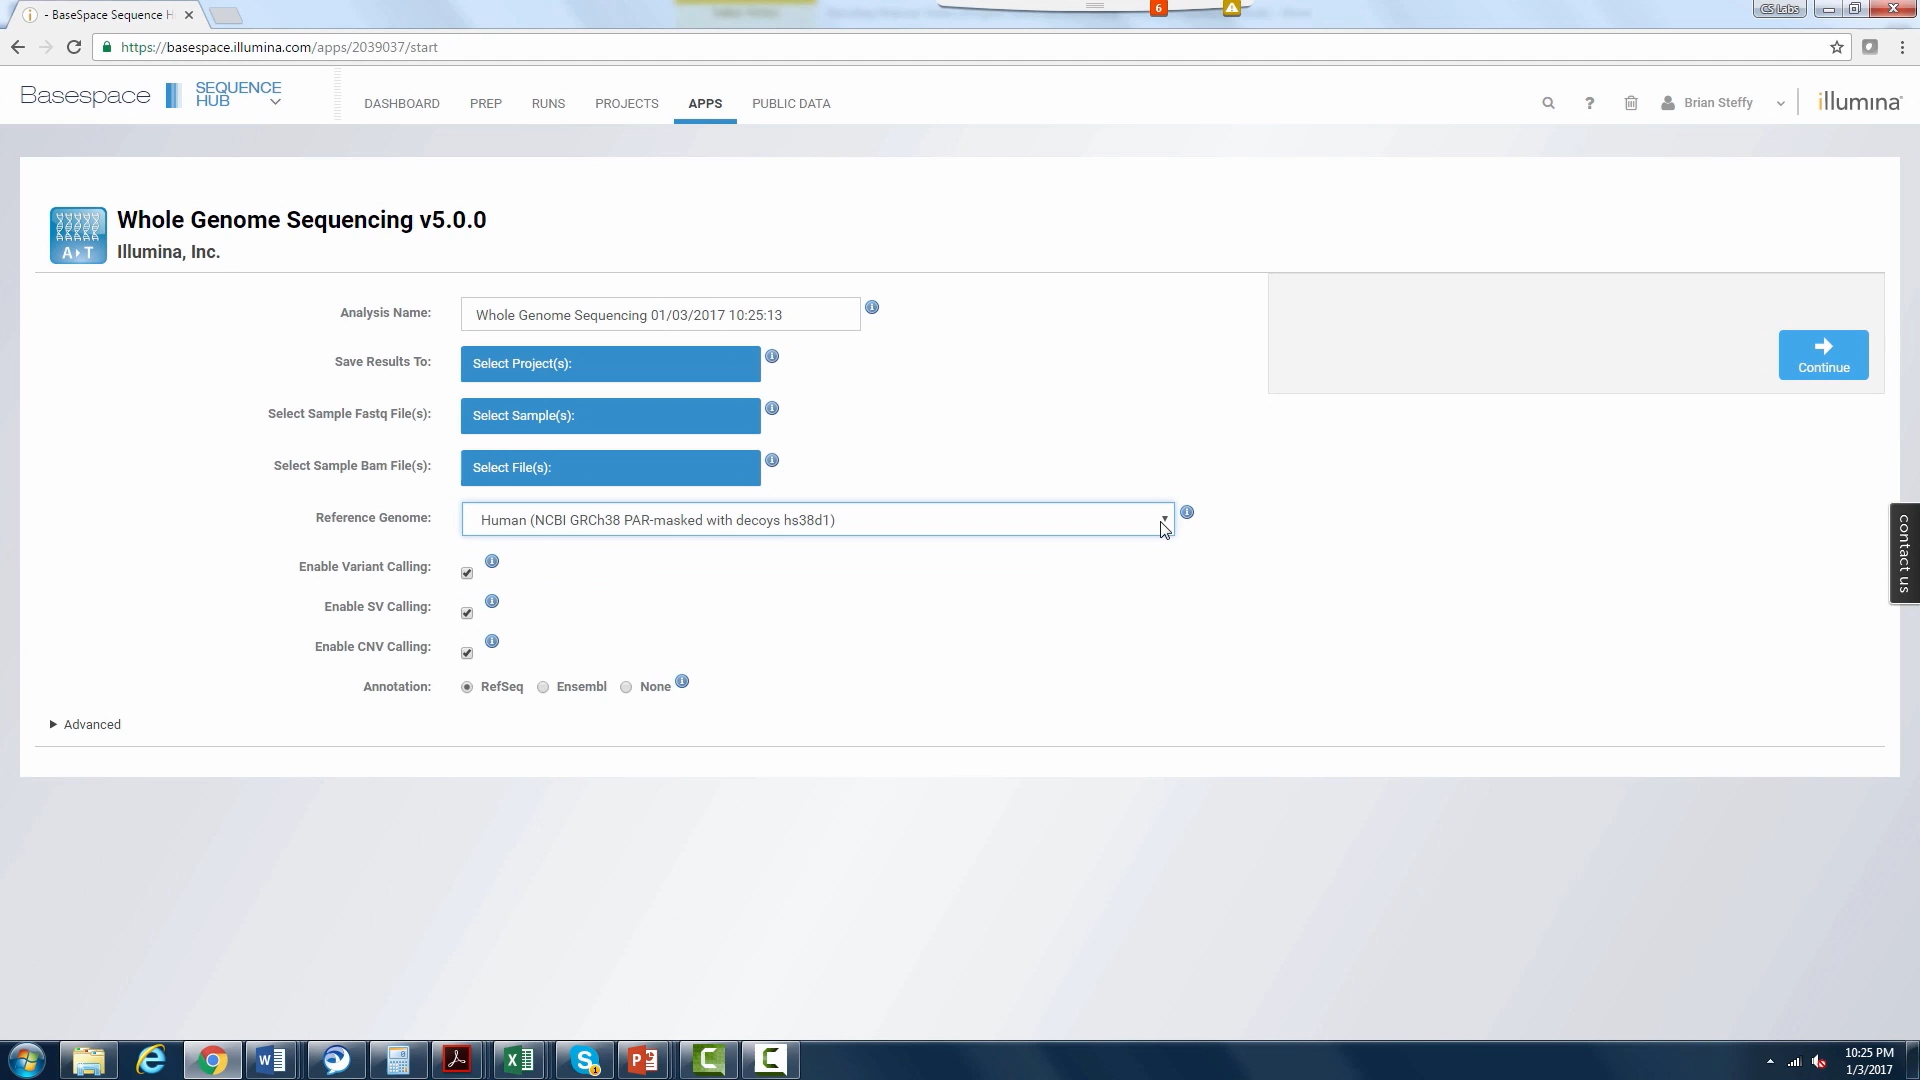 - BaseSpace Sequence H
6
CS Labs
https://basespace.illumina.com/apps/2039037/start
Basespace
SEQUENCE
HUB
DASHBOARD
PREP
RUNS
PROJECTS
APPS
PUBLIC DATA
?
Brian Steffy
illumina
Whole Genome Sequencing v5.0.0
A▸T
Illumina, Inc.
Analysis Name:
Whole Genome Sequencing 01/03/2017 10:25:13
Save Results To:
Select Project(s):
Continue
Select Sample Fastq File(s):
Select Sample(s):
Select Sample Bam File(s):
Select File(s):
Reference Genome:
Human (NCBI GRCh38 PAR-masked with decoys hs38d1)
contact us
Enable Variant Calling:
Enable SV Calling:
Enable CNV Calling:
Annotation:
RefSeq
Ensembl
None
Advanced
10:25 PM
1/3/2017